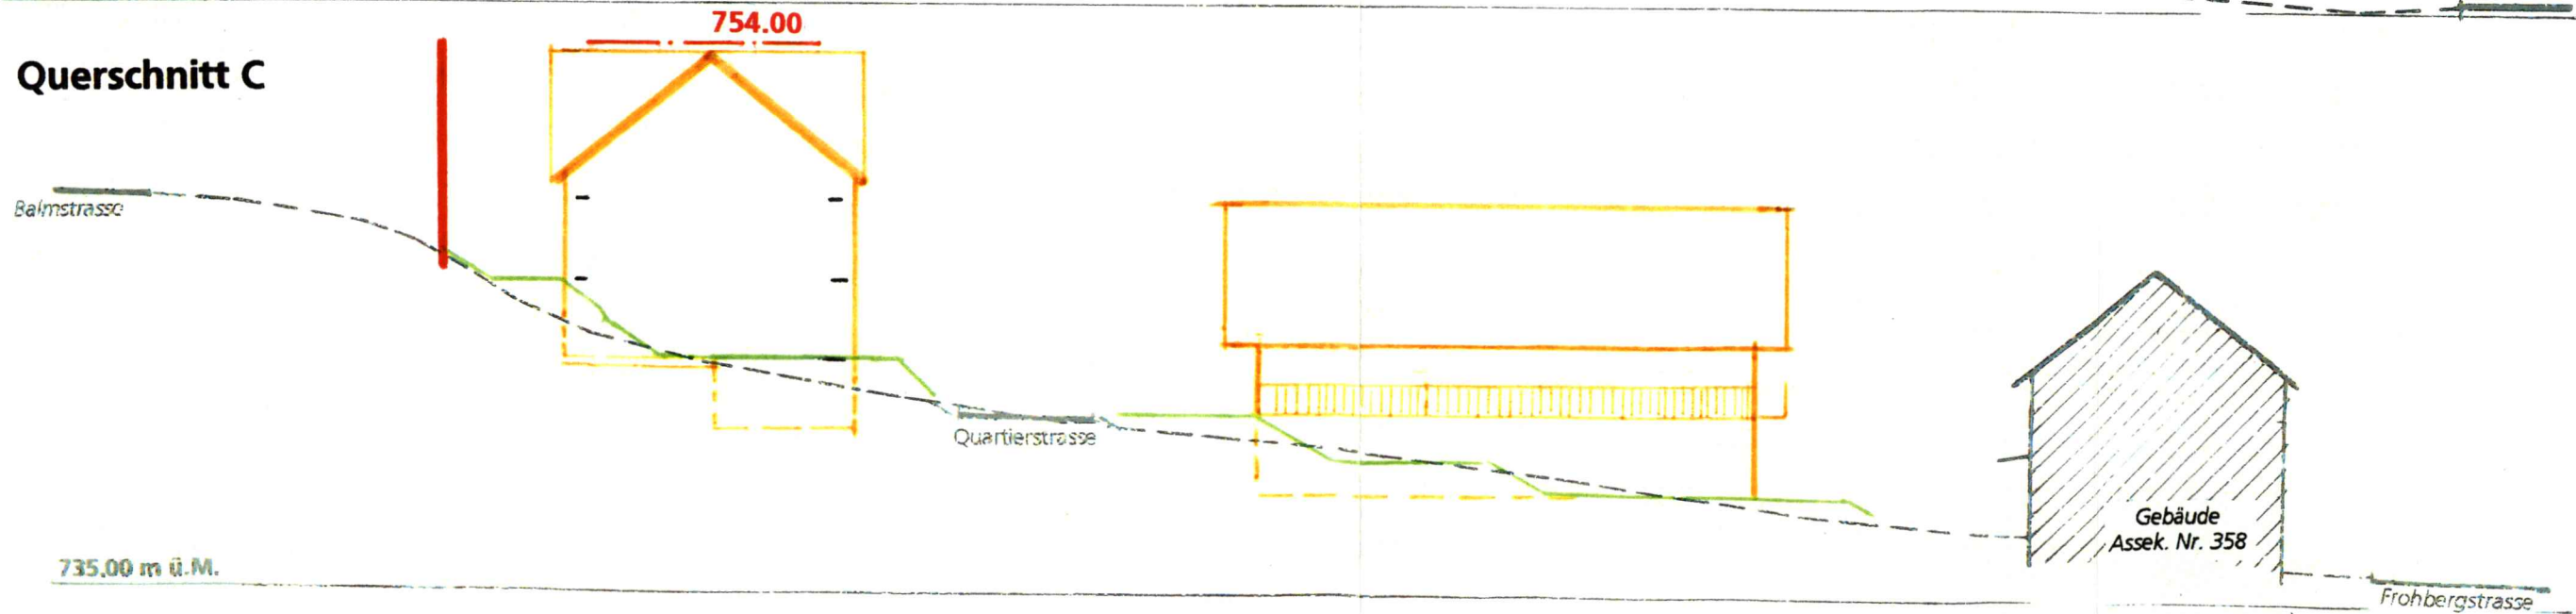 754.00
Querschnitt C
Balmstrasse
Quartierstrasse
Gebäude
Assek. Nr. 358
735.00 m ü.M.
Frohbergstrasse